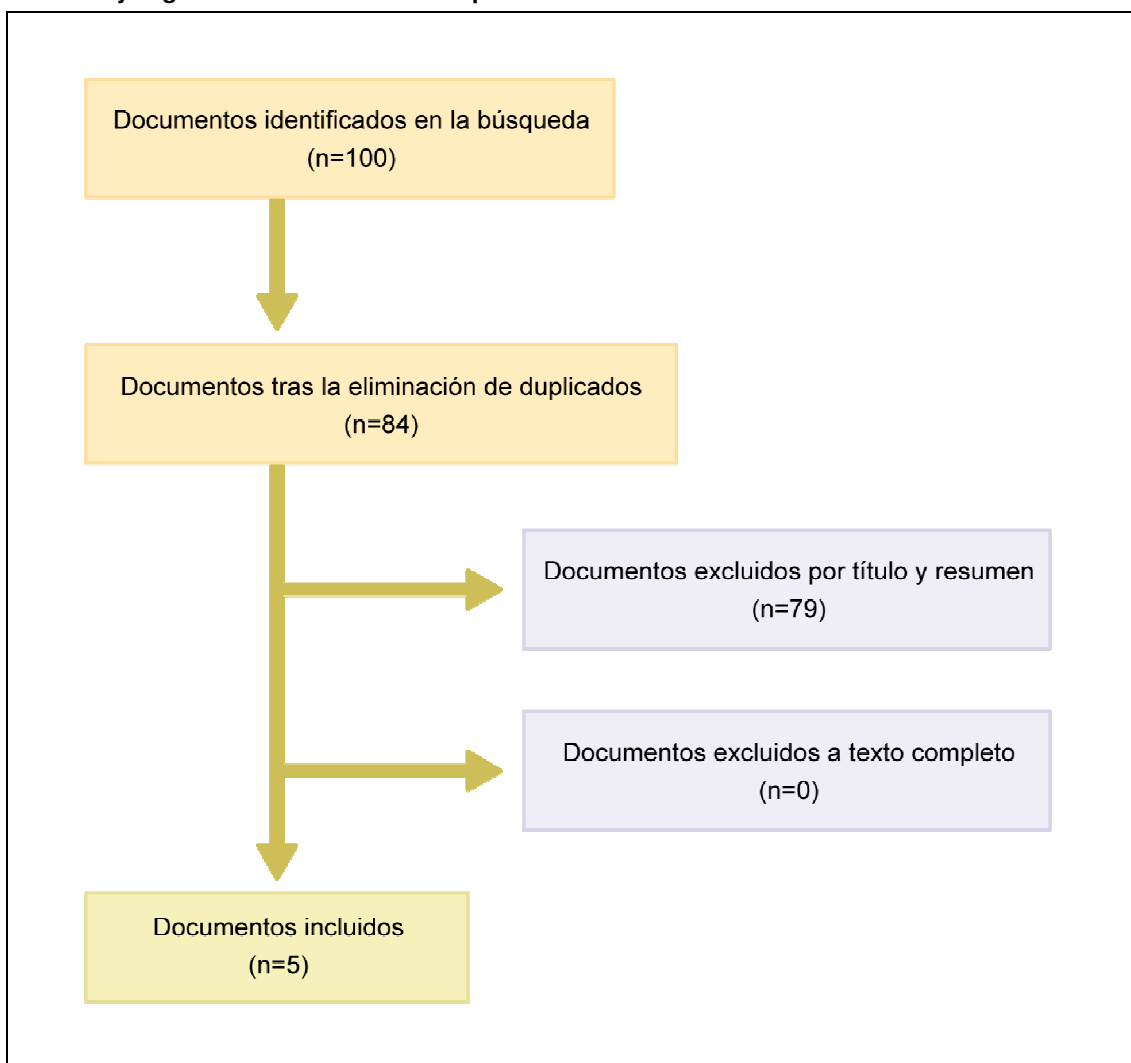 Documentos identificados en la búsqueda
(n=100)
Documentos tras la eliminación de duplicados
(n=84)
Documentos excluidos por título y resumen
(n=79)
Documentos excluidos a texto completo
(n=0)
Documentos incluidos
(n=5)